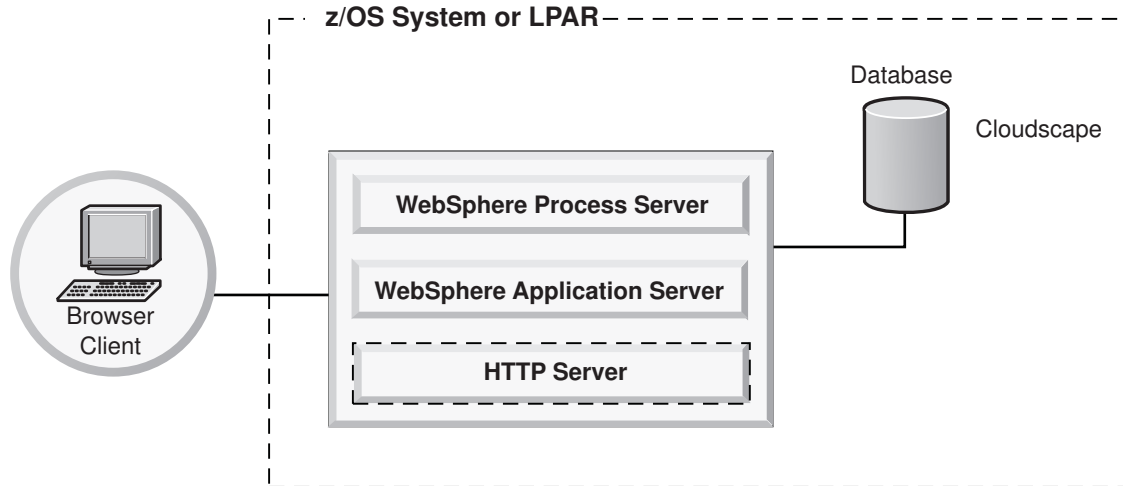 z/OS System or LPAR
Database
Cloudscape
WebSphere Process Server
WebSphere Application Server
HTTP Server
Browser
Client